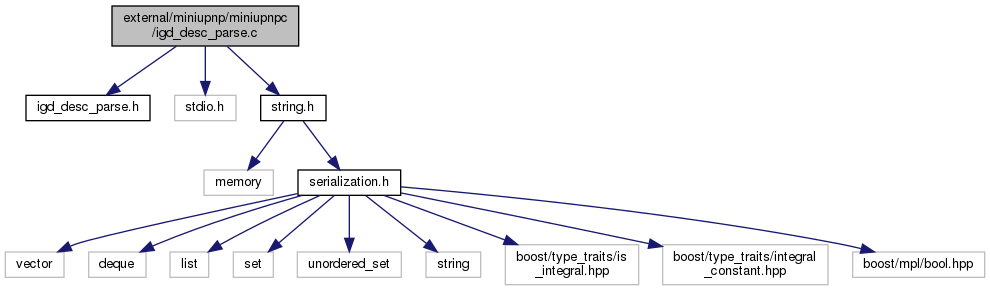 external/miniupnp/miniupnpc
/igd_desc_parse.c
igd_desc_parse.h
stdio.h
string.h
memory
serialization.h
vector
deque
list
set
unordered_set
string
boost/type_traits/is
_integral.hpp
boost/type_traits/integral
_constant.hpp
boost/mpl/bool.hpp